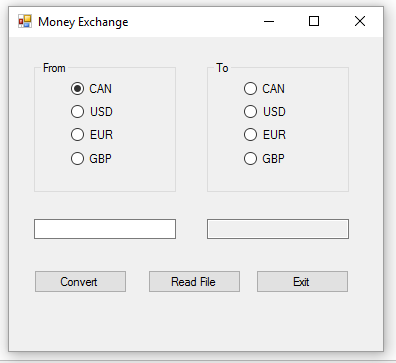 Money Exchange
From To
CAN CAN
USD USD
EUR EUR
GBP GBP
Convert Read File Exit